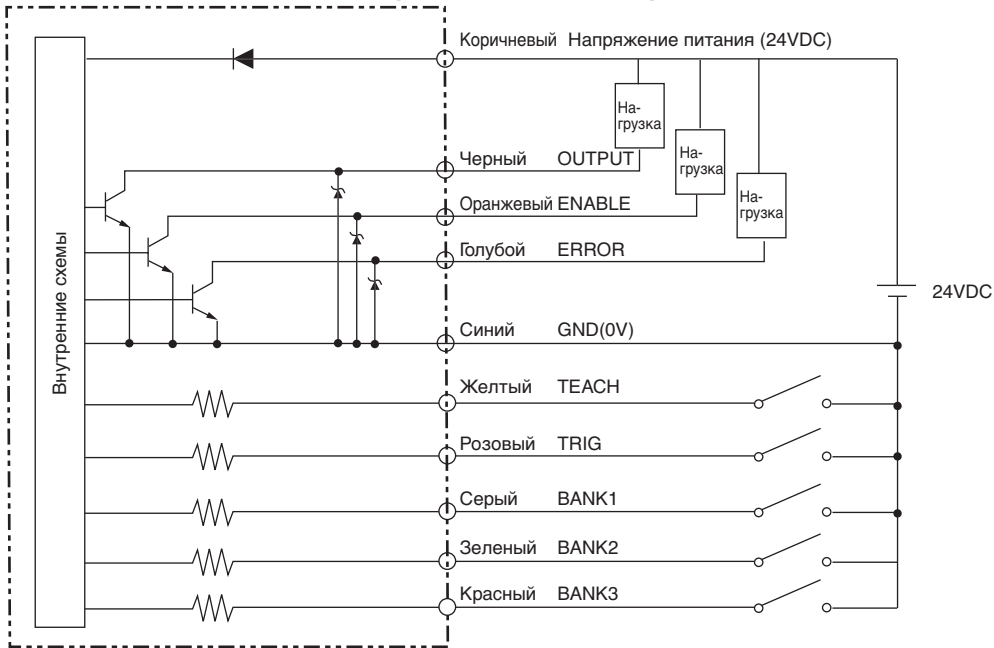 Коричневый Напряжение питания (24VDC)
На-
грузка
Черный OUTPUT
На-
грузка
Оранжевый ENABLE
На-
грузка
Голубой ERROR
24VDC
Внутренние схемы
Синий GND(0V)
Желтый TEACH
Розовый TRIG
Серый BANK1
Зеленый BANK2
Красный BANK3